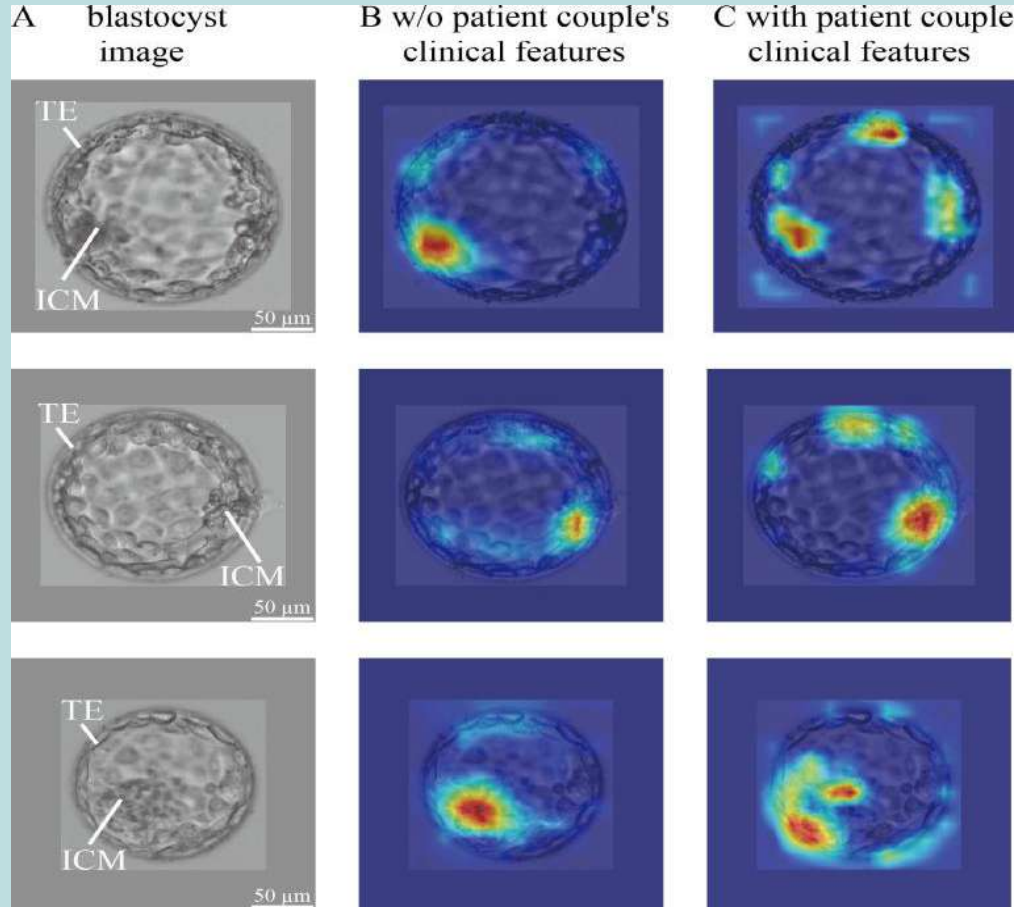 A blastocyst
image
B w/o patient couple's
clinical features
C with patient couple
clinical features
TE
ICM
50 µm
TE
ICM
50 µm
TE
ICM
50 µm